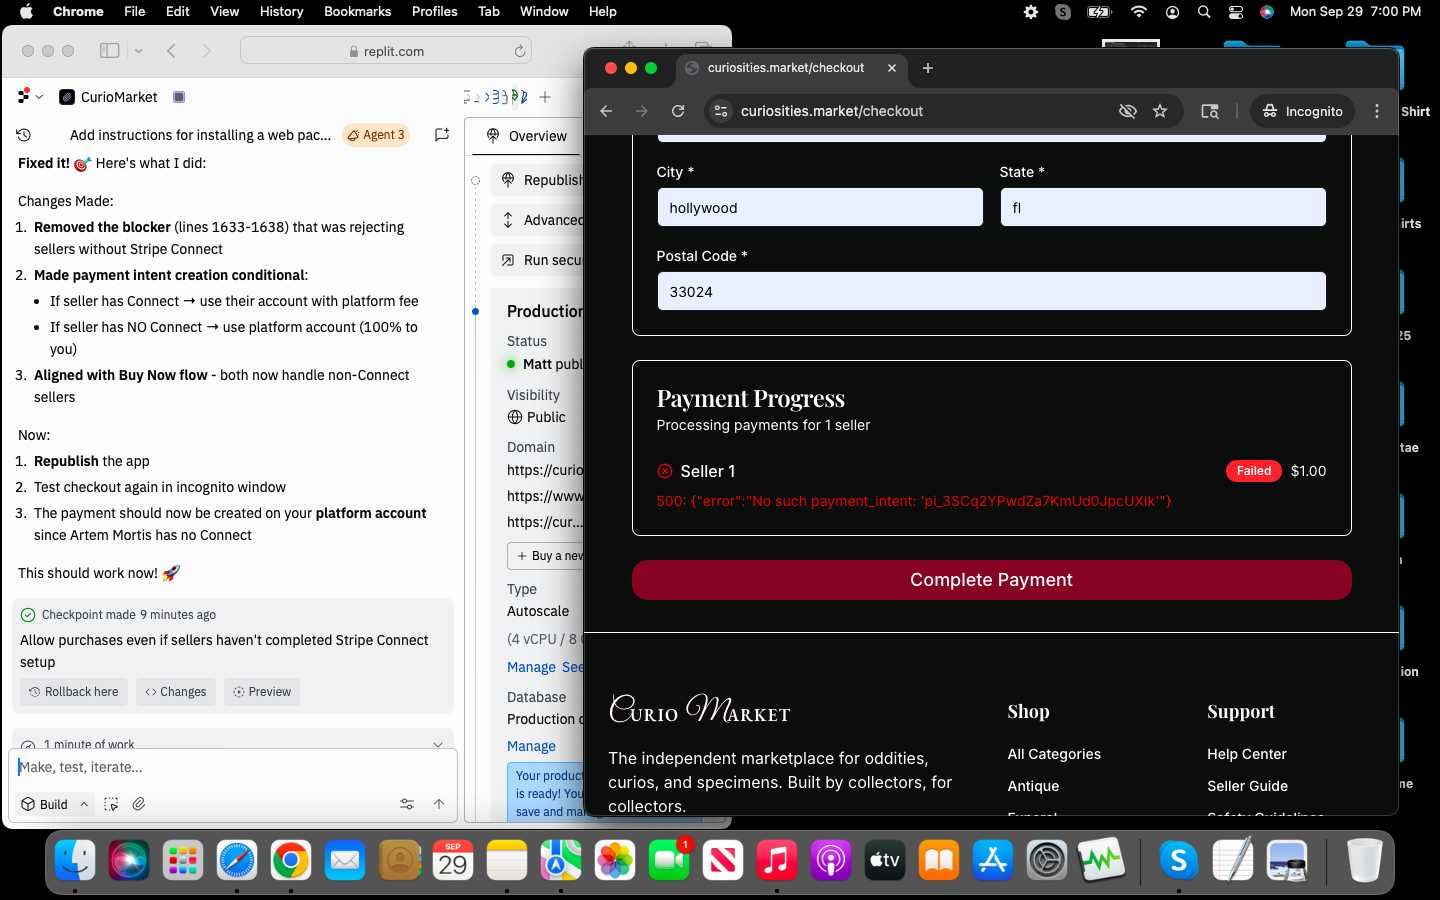 Chrome File Edit View History Bookmarks Profiles Tab Window Help
Mon Sep 29 7:00 PM
replit.com
CurioMarket
Add instructions for installing a web pac...
Agent 3
Fixed it! 🎯 Here's what I did:
Changes Made:
1. Removed the blocker (lines 1633-1638) that was rejecting
sellers without Stripe Connect
2. Made payment intent creation conditional:
• If seller has Connect → use their account with platform fee
• If seller has NO Connect → use platform account (100% to
you)
3. Aligned with Buy Now flow - both now handle non-Connect
sellers
Now:
1. Republish the app
2. Test checkout again in incognito window
3. The payment should now be created on your platform account
since Artem Mortis has no Connect
This should work now! 🚀
Checkpoint made 9 minutes ago
Allow purchases even if sellers haven't completed Stripe Connect
setup
Rollback here
Changes
Preview
1 minute of work
Make, test, iterate...
Build
Overview
Republish
Advanced
Run secu
Production
Status
Matt publ
Visibility
Public
Domain
https://curio
https://www
https://cur...
+ Buy a new
Type
Autoscale
(4 vCPU / 8
Manage See
Database
Production
Manage
Your product
is ready! You
save and man
curiosities.market/checkout
curiosities.market/checkout
Incognito
City *
State *
hollywood
fl
Postal Code *
33024
Payment Progress
Processing payments for 1 seller
Seller 1
Failed
$1.00
500: {"error":"No such payment_intent: 'pi_3SCq2YPwdZa7KmUd0JpcUXlk'"}
Complete Payment
Curio Market
The independent marketplace for oddities,
curios, and specimens. Built by collectors, for
collectors.
Shop
All Categories
Antique
Funeral
Support
Help Center
Seller Guide
Safety Guidelines
Shirt
irts
25
tae
n
ion
me
SEP
29
1
tv